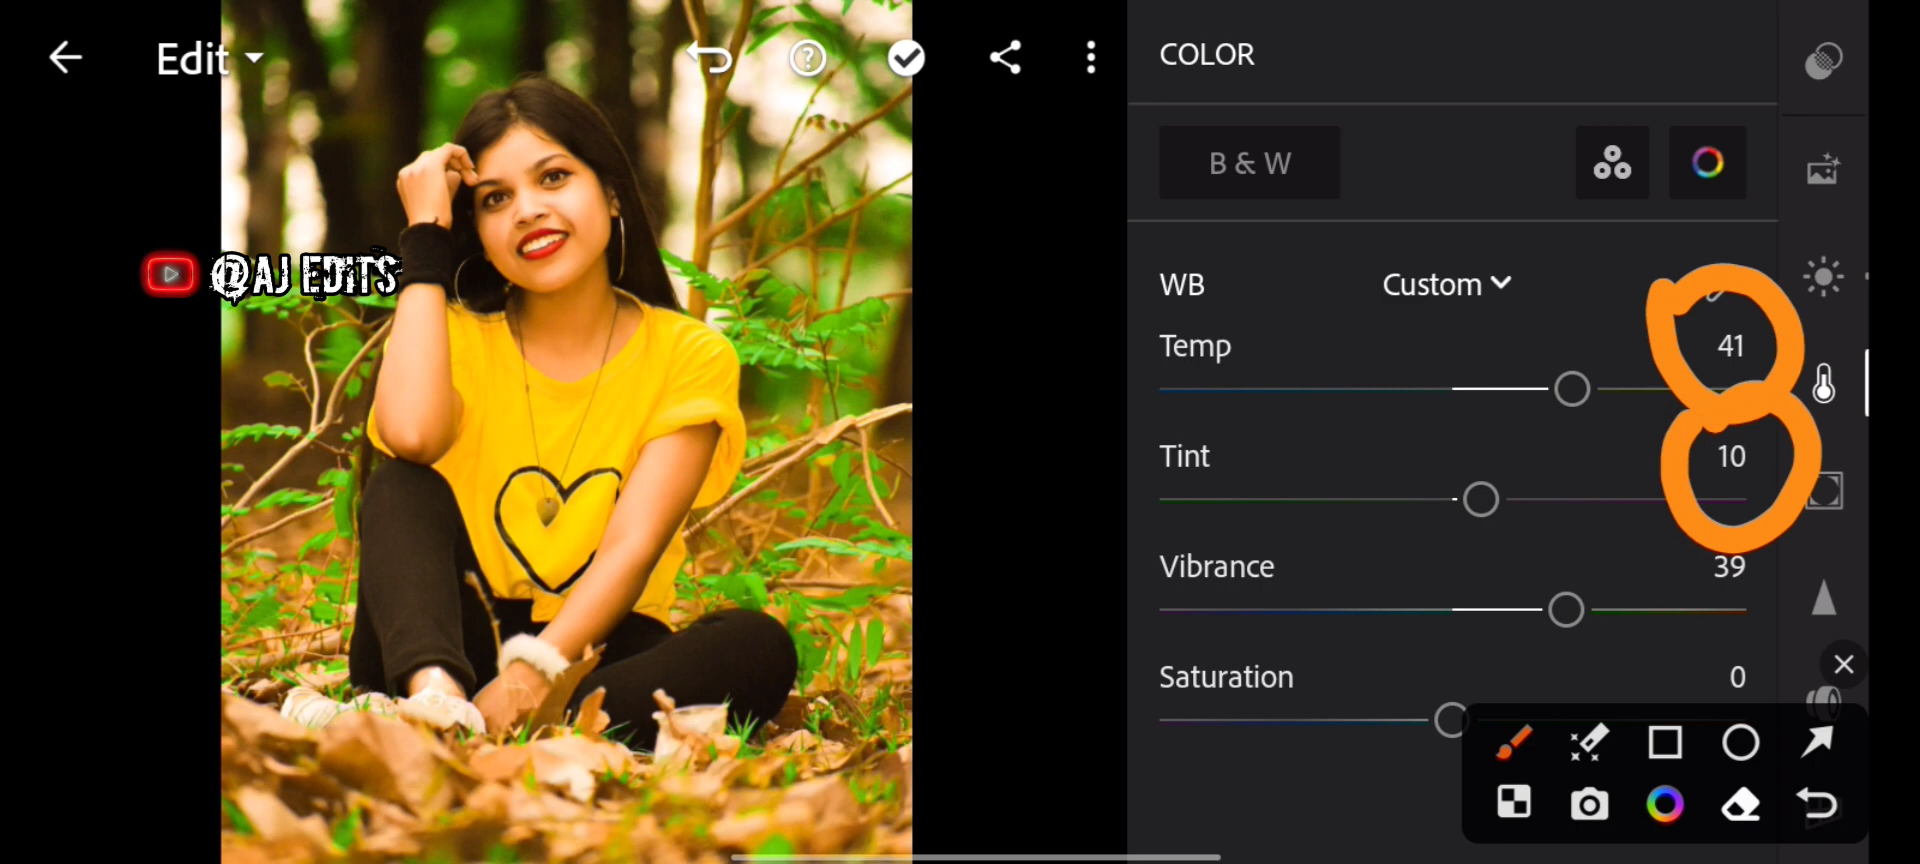 Edit
COLOR
B & W
@AJ EDITS
WB Custom
Temp 41
Tint 10
Vibrance 39
Saturation 0